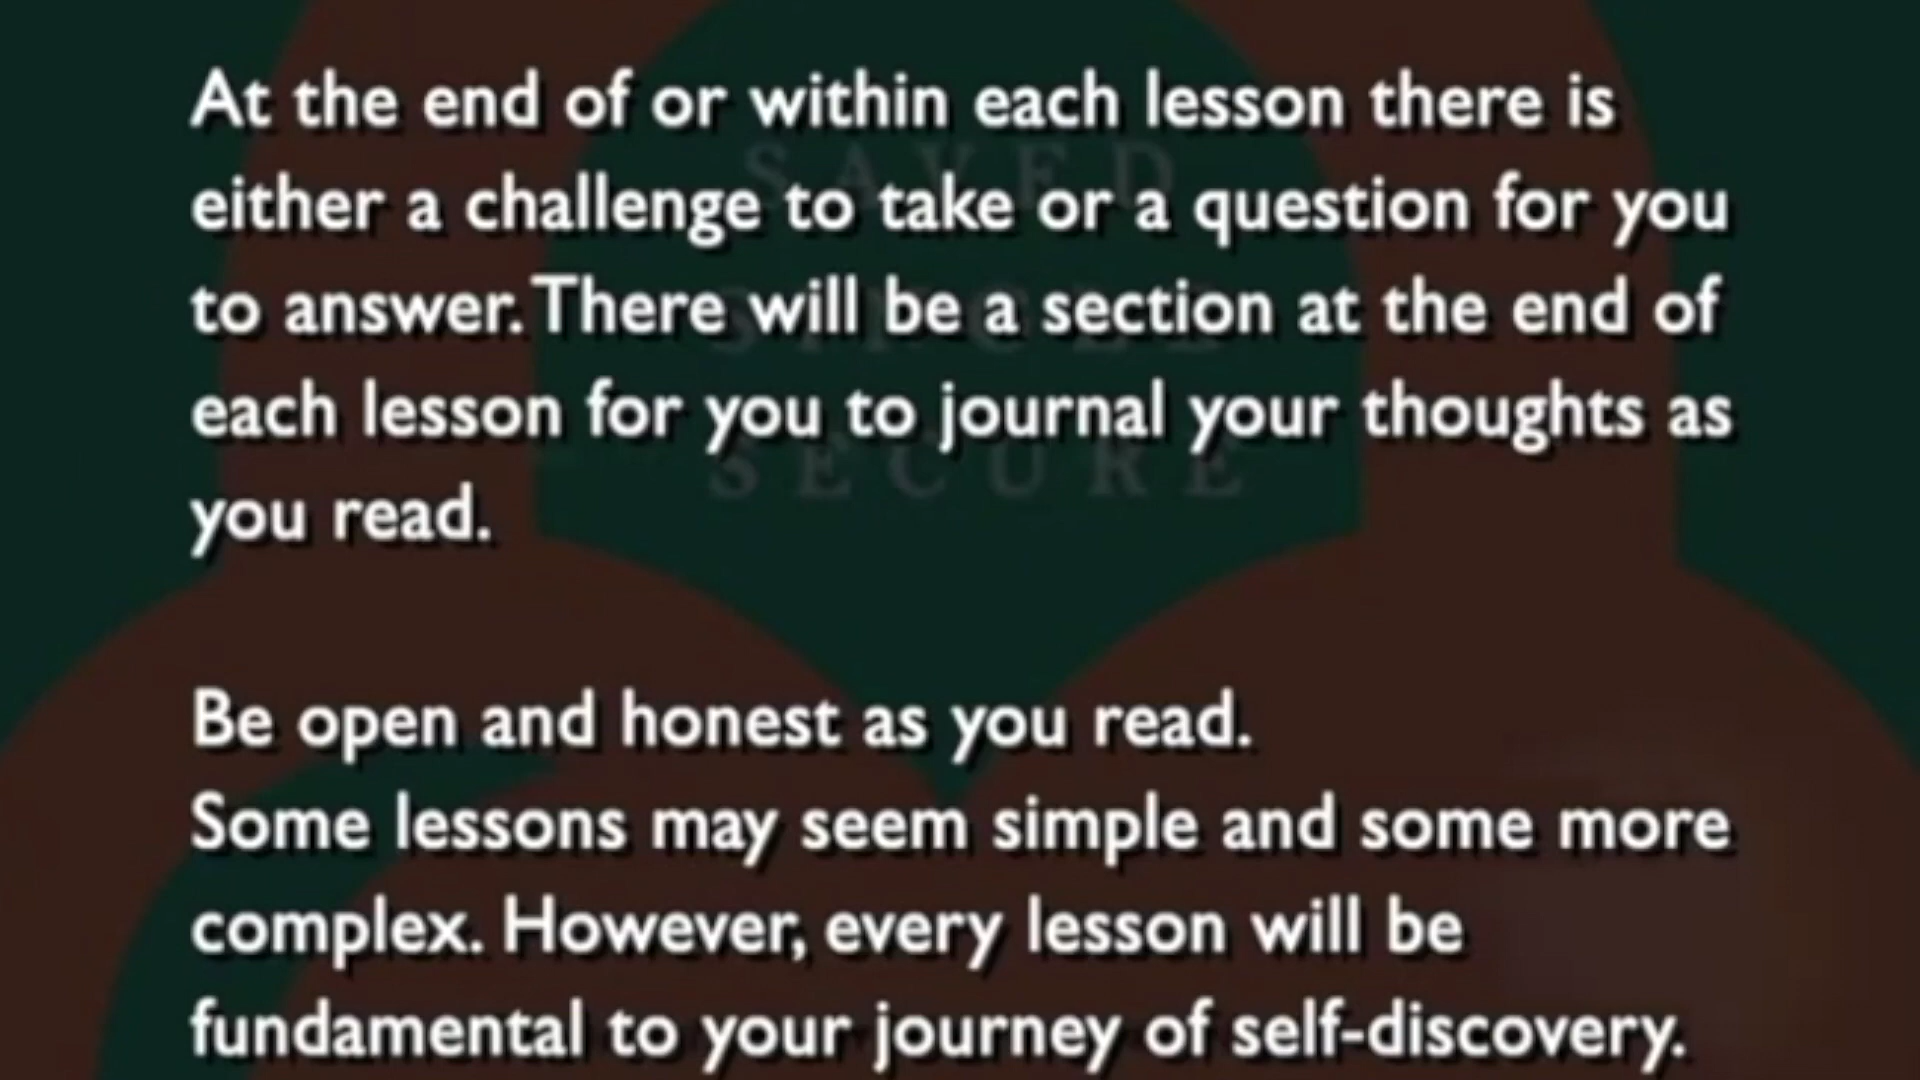 At the end of or within each lesson there is
either a challenge to take or a question for you
to answer. There will be a section at the end of
each lesson for you to journal your thoughts as
you read.
Be open and honest as you read.
Some lessons may seem simple and some more
complex. However, every lesson will be
fundamental to your journey of self-discovery.
SAVED
SINGLE
SECURE